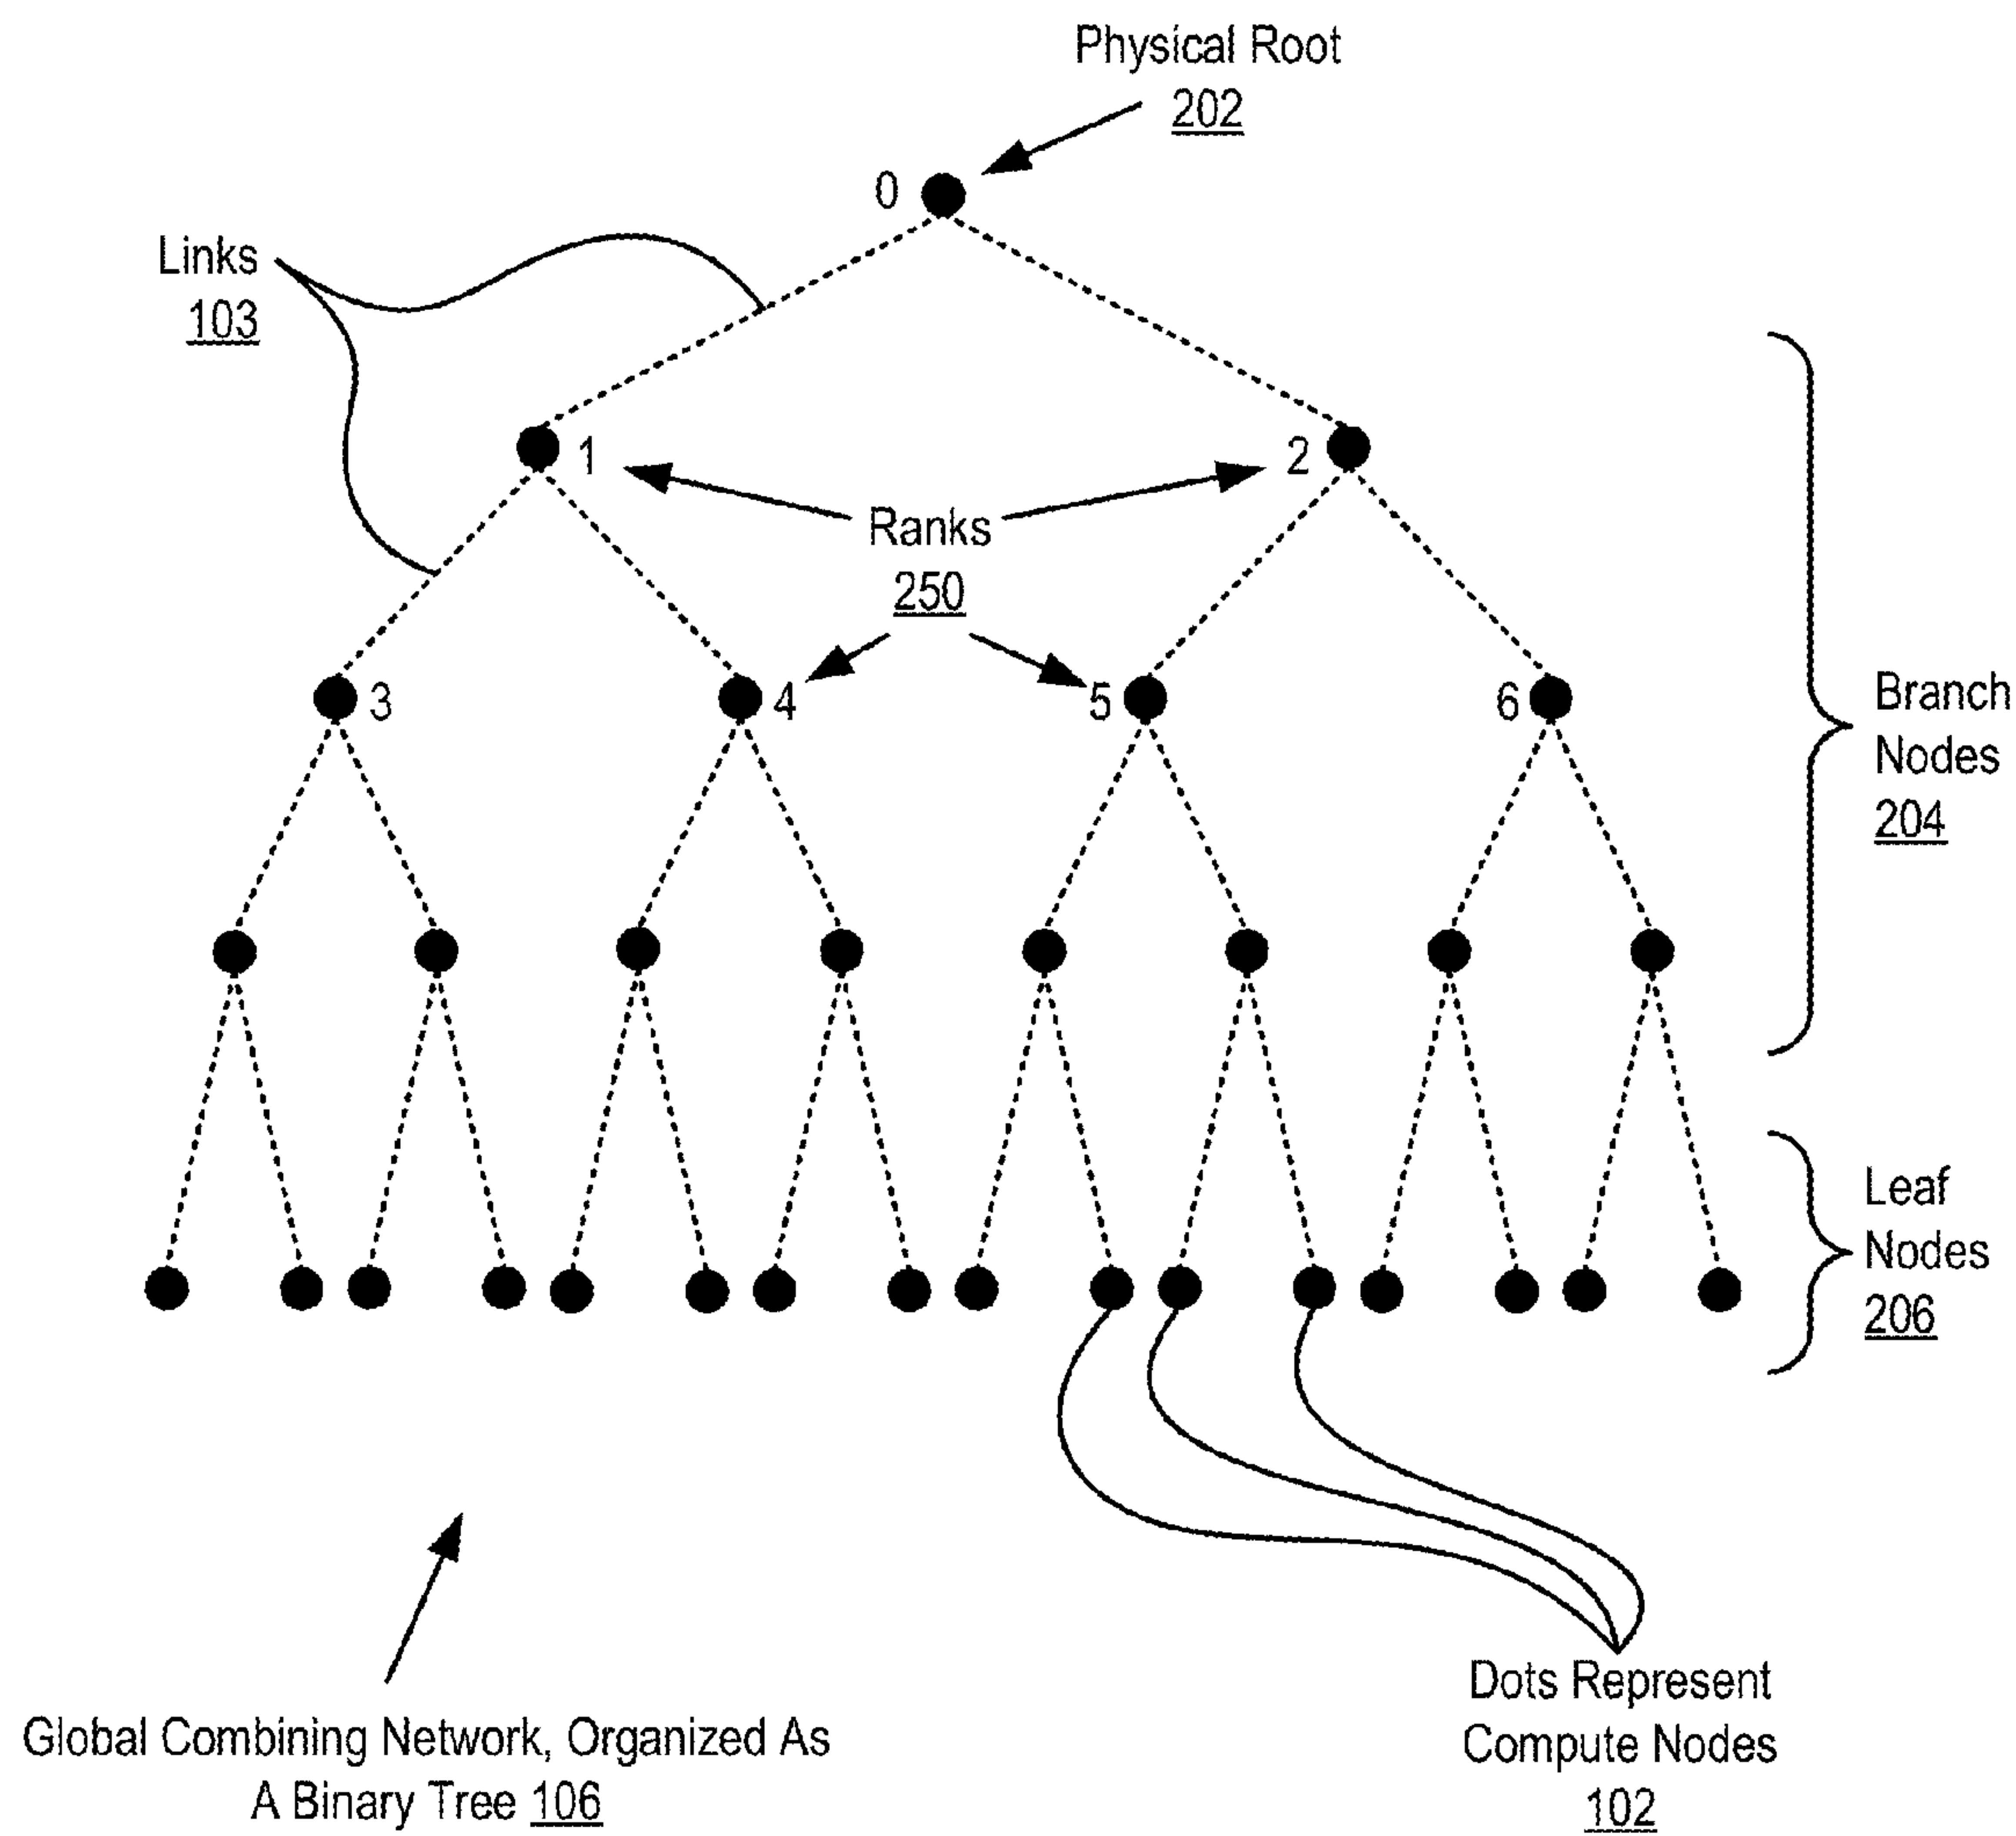 Physical Root
202
0
Links
103
1
2
Ranks
250
3
4
5
6
Branch
Nodes
204
Leaf
Nodes
206
Dots Represent
Compute Nodes
102
Global Combining Network, Organized As
A Binary Tree 106